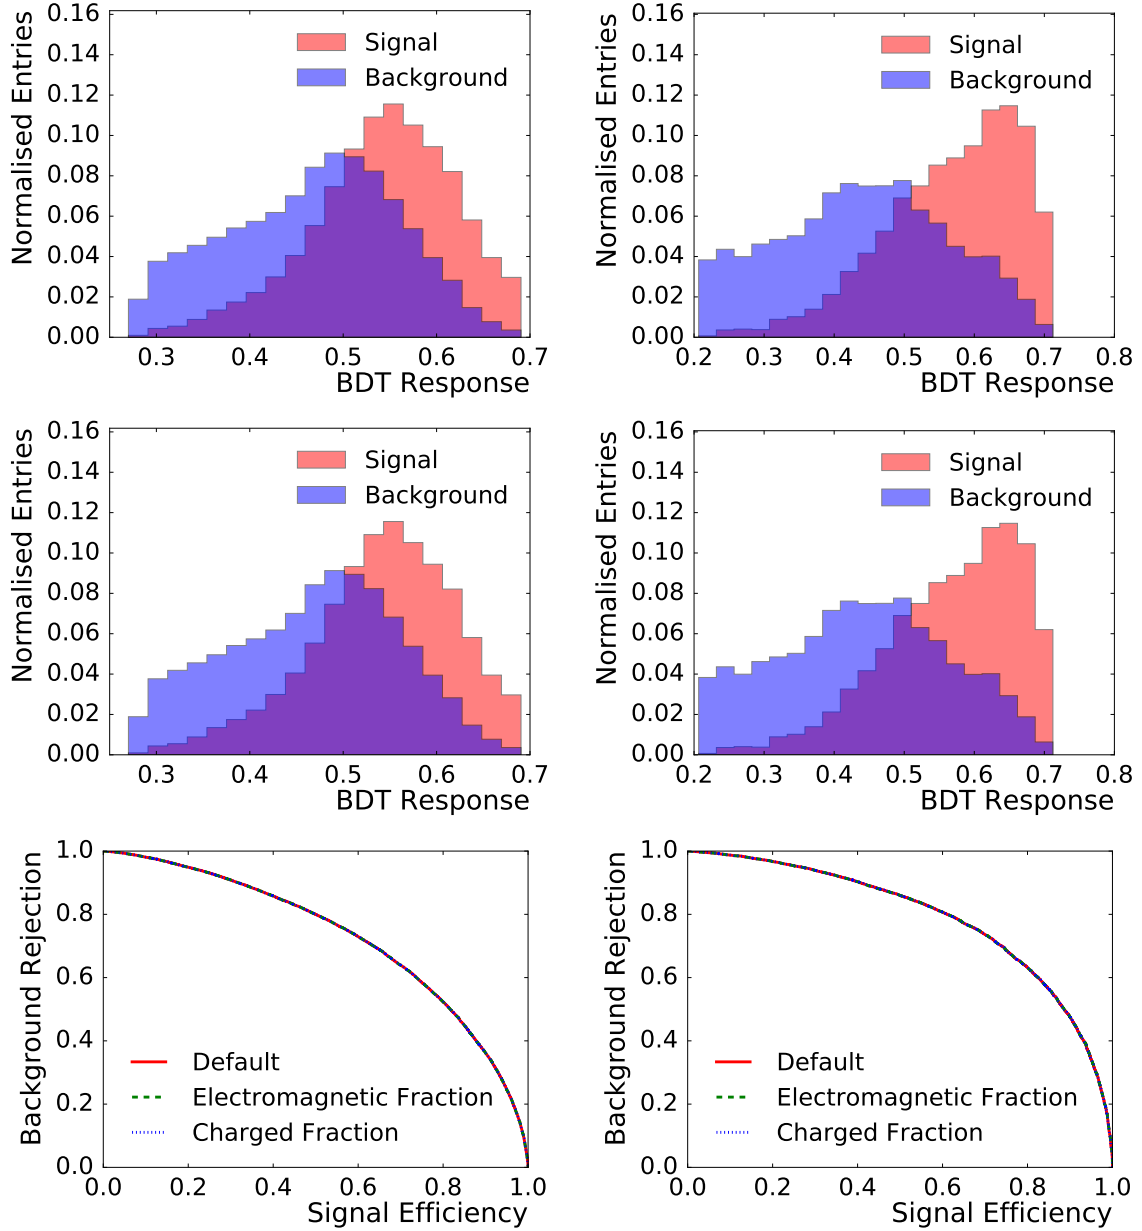 Normalised Entries
0.16
0.14
0.12
0.10
0.08
0.06
0.04
0.02
0.00
Signal
Background
0.3 0.4 0.5 0.6 0.7
BDT Response
Normalised Entries
0.16
0.14
0.12
0.10
0.08
0.06
0.04
0.02
0.00
Signal
Background
0.2 0.3 0.4 0.5 0.6 0.7 0.8
BDT Response
Normalised Entries
0.16
0.14
0.12
0.10
0.08
0.06
0.04
0.02
0.00
Signal
Background
0.3 0.4 0.5 0.6 0.7
BDT Response
Normalised Entries
0.16
0.14
0.12
0.10
0.08
0.06
0.04
0.02
0.00
Signal
Background
0.2 0.3 0.4 0.5 0.6 0.7 0.8
BDT Response
Background Rejection
1.0
0.8
0.6
0.4
0.2
0.0
Default
Electromagnetic Fraction
Charged Fraction
0.0 0.2 0.4 0.6 0.8 1.0
Signal Efficiency
Background Rejection
1.0
0.8
0.6
0.4
0.2
0.0
Default
Electromagnetic Fraction
Charged Fraction
0.0 0.2 0.4 0.6 0.8 1.0
Signal Efficiency